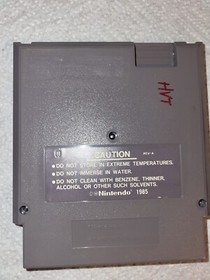 HVT
CAUTION
• DO NOT STORE IN EXTREME TEMPERATURES.
• DO NOT IMMERSE IN WATER.
• DO NOT CLEAN WITH BENZENE, THINNER,
ALCOHOL OR OTHER SUCH SOLVENTS.
©®Nintendo 1985